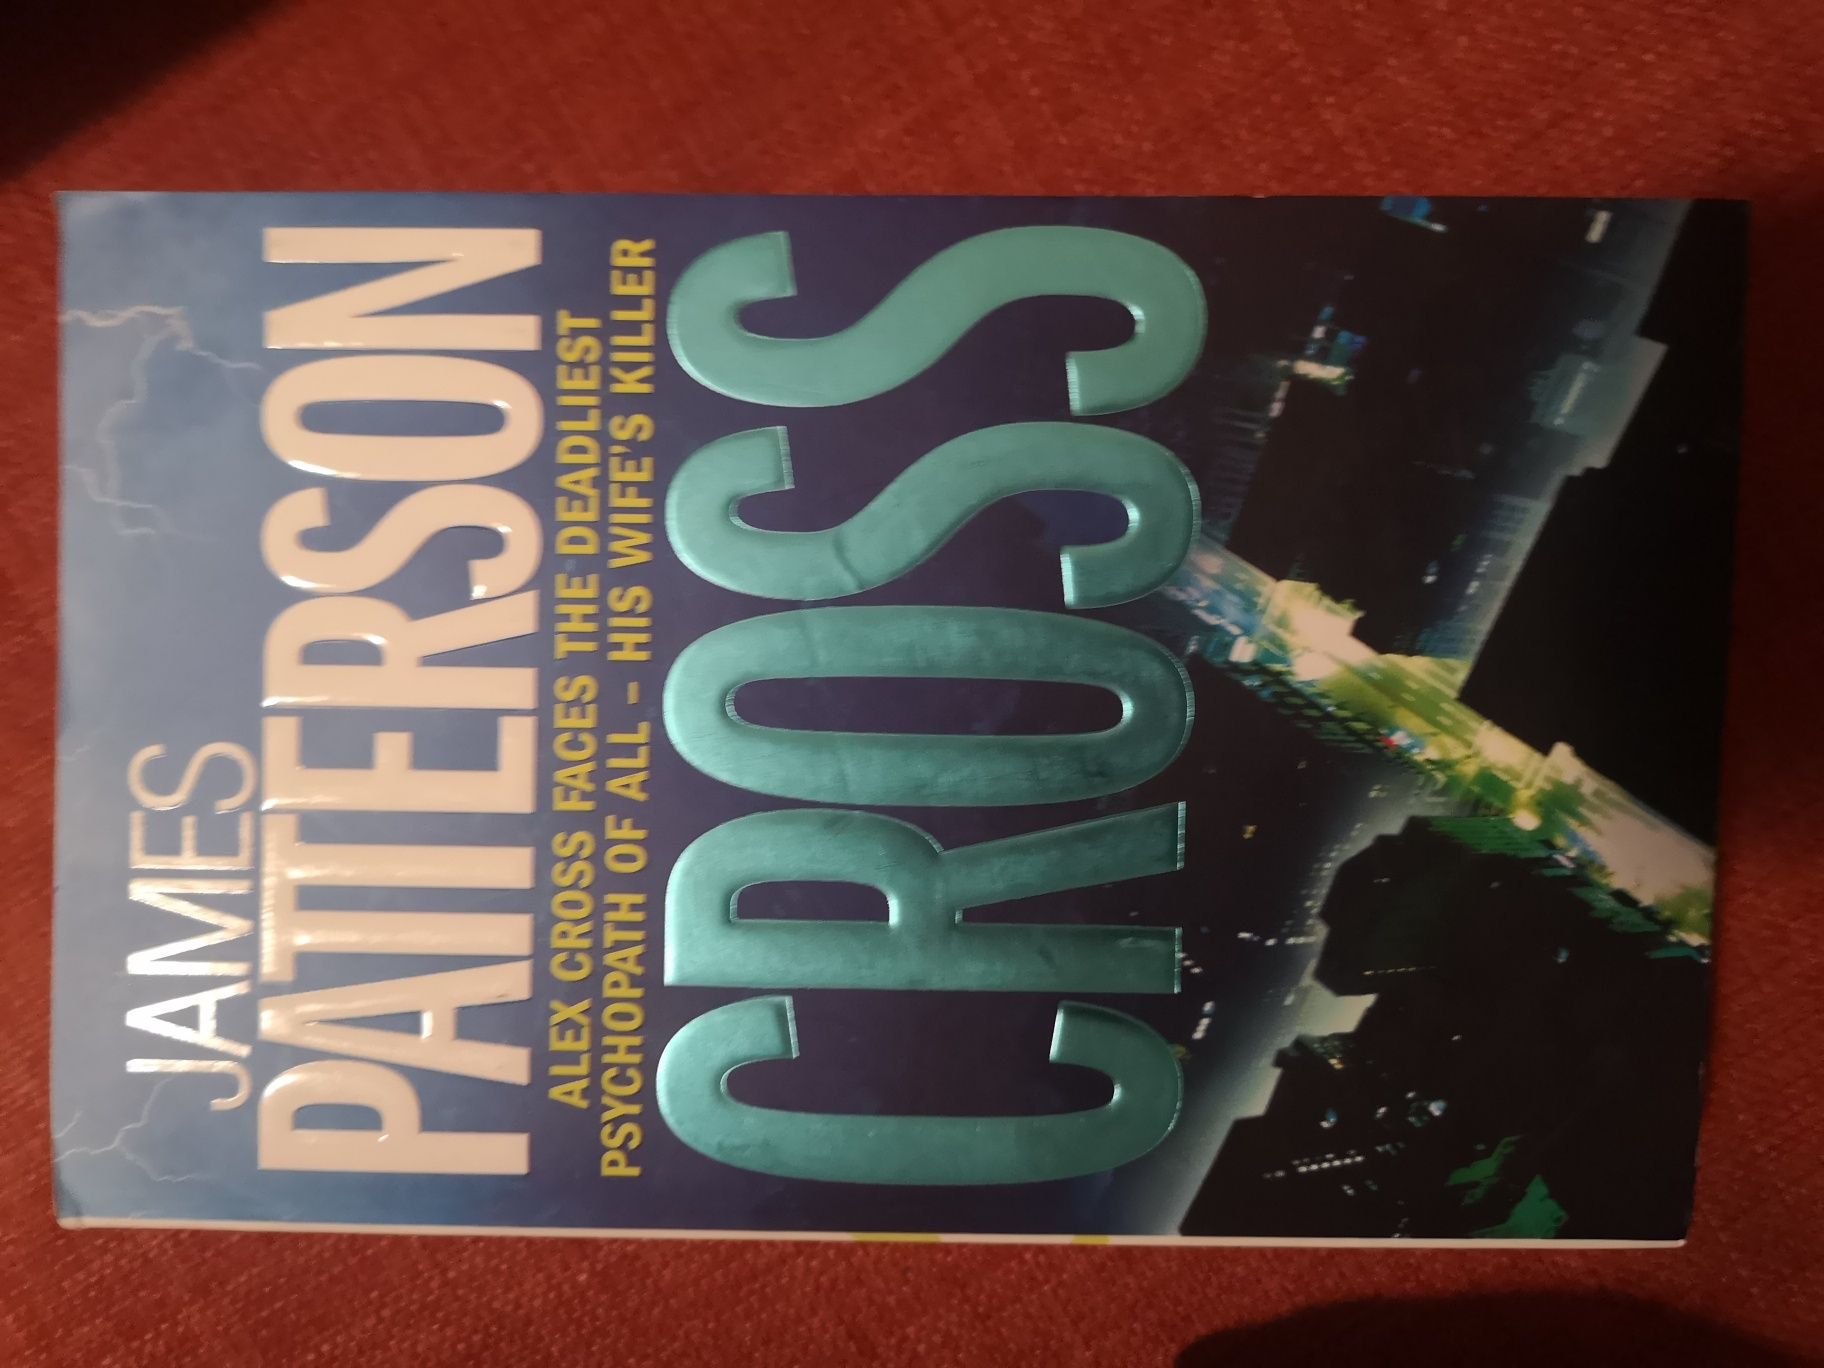 JAMES
PATTERSON
ALEX CROSS FACES THE DEADLIEST
PSYCHOPATH OF ALL – HIS WIFE'S KILLER
CROSS